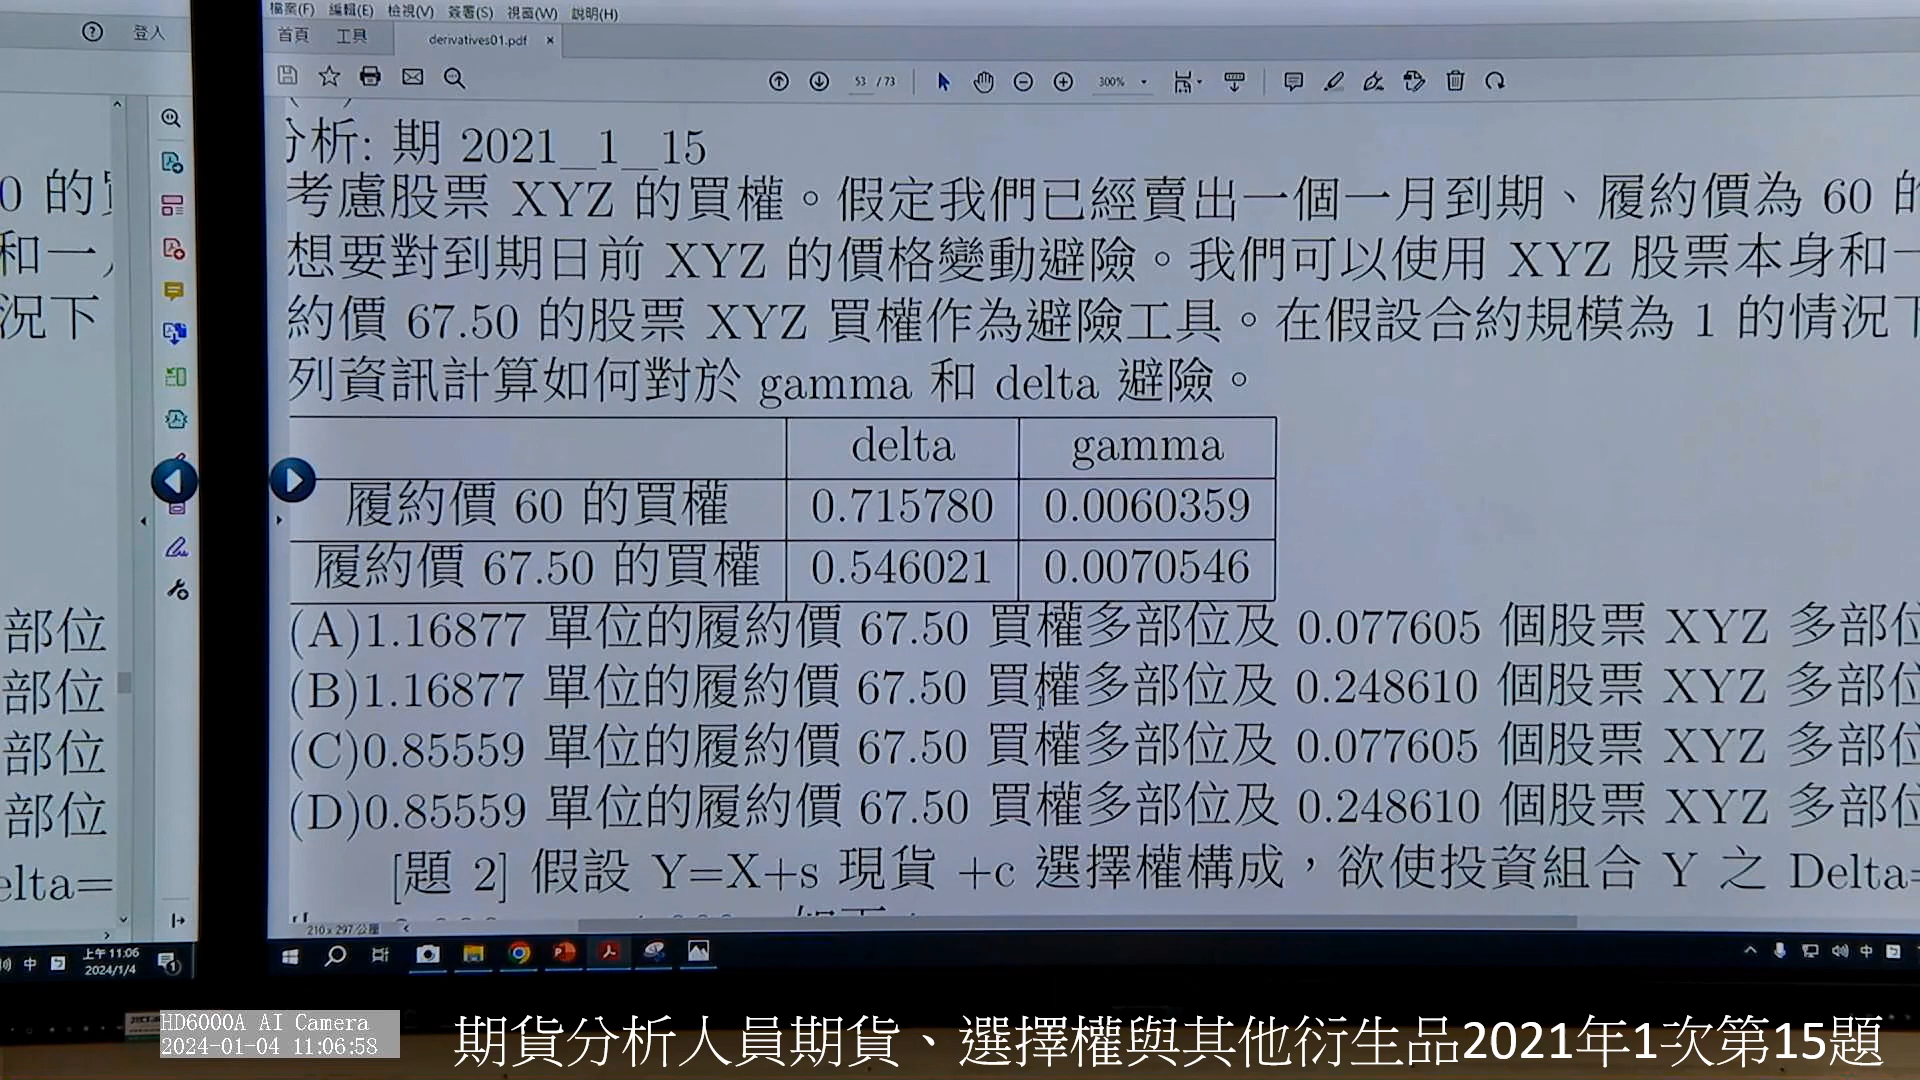 檔案(F) 編輯(E) 檢視(V) 簽署(S) 視窗(W) 說明(H)
登入
首頁 工具 derivatives01.pdf ×
53 / 73 300%
分析: 期 2021_1_15
考慮股票 XYZ 的買權。假定我們已經賣出一個一月到期、履約價為 60 的
想要對到期日前 XYZ 的價格變動避險。我們可以使用 XYZ 股票本身和一
約價 67.50 的股票 XYZ 買權作為避險工具。在假設合約規模為 1 的情況下
列資訊計算如何對於 gamma 和 delta 避險。
delta gamma
履約價 60 的買權 0.715780 0.0060359
履約價 67.50 的買權 0.546021 0.0070546
(A)1.16877 單位的履約價 67.50 買權多部位及 0.077605 個股票 XYZ 多部位
(B)1.16877 單位的履約價 67.50 買權多部位及 0.248610 個股票 XYZ 多部位
(C)0.85559 單位的履約價 67.50 買權多部位及 0.077605 個股票 XYZ 多部位
(D)0.85559 單位的履約價 67.50 買權多部位及 0.248610 個股票 XYZ 多部位
[題 2] 假設 Y=X+s 現貨 +c 選擇權構成，欲使投資組合 Y 之 Delta=
210 x 297 公厘
0 的
和一
況下
部位
部位
部位
部位
elta=
中
上午 11:06
2024/1/4
中
HD6000A AI Camera
2024-01-04 11:06:58
期貨分析人員期貨、選擇權與其他衍生品2021年1次第15題